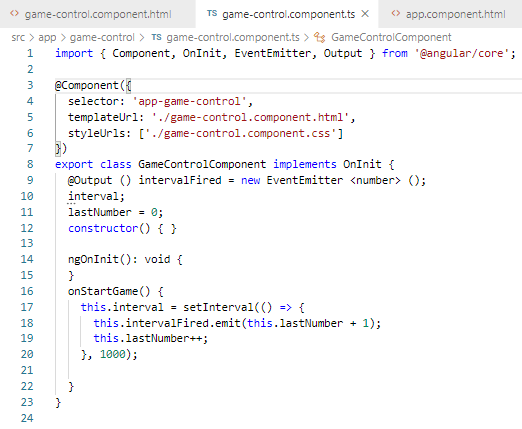 game-control.component.html
TS game-control.component.ts ×
app.component.html
src > app > game-control > TS game-control.component.ts > GameControlComponent
1 import { Component, OnInit, EventEmitter, Output } from '@angular/core';
2
3 @Component({
4 selector: 'app-game-control',
5 templateUrl: './game-control.component.html',
6 styleUrls: ['./game-control.component.css']
7 })
8 export class GameControlComponent implements OnInit {
9 @Output () intervalFired = new EventEmitter <number> ();
10 interval;
11 lastNumber = 0;
12 constructor() { }
13
14 ngOnInit(): void {
15 }
16 onStartGame() {
17 this.interval = setInterval(() => {
18 this.intervalFired.emit(this.lastNumber + 1);
19 this.lastNumber++;
20 }, 1000);
21
22 }
23 }
24